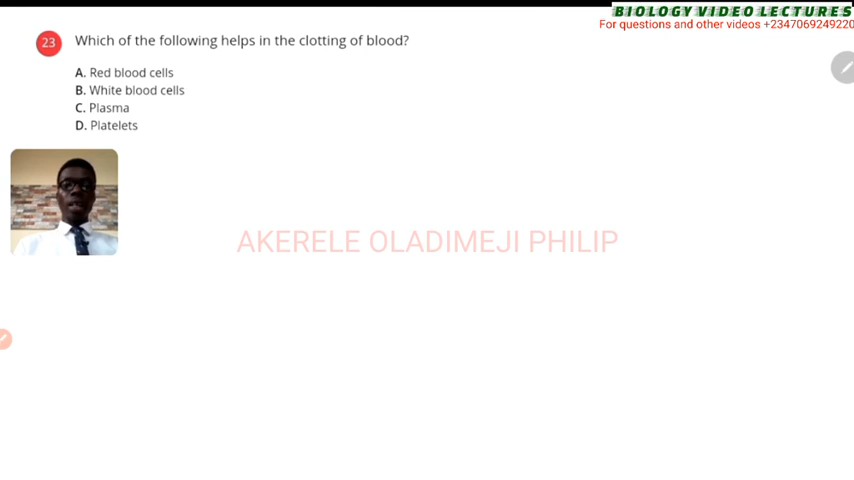 BIOLOGY VIDEO LECTURES
For questions and other videos +2347069249220
23 Which of the following helps in the clotting of blood?
A. Red blood cells
B. White blood cells
C. Plasma
D. Platelets
AKERELE OLADIMEJI PHILIP